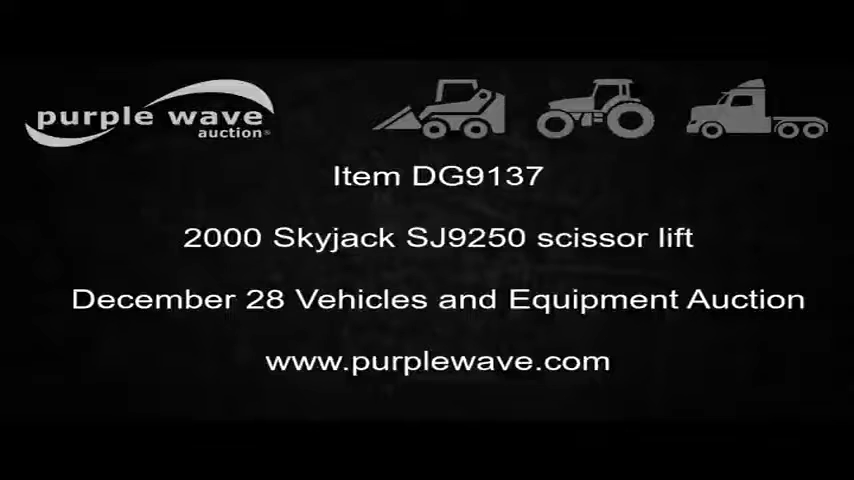 purple wave
auction®
Item DG9137
2000 Skyjack SJ9250 scissor lift
December 28 Vehicles and Equipment Auction
www.purplewave.com